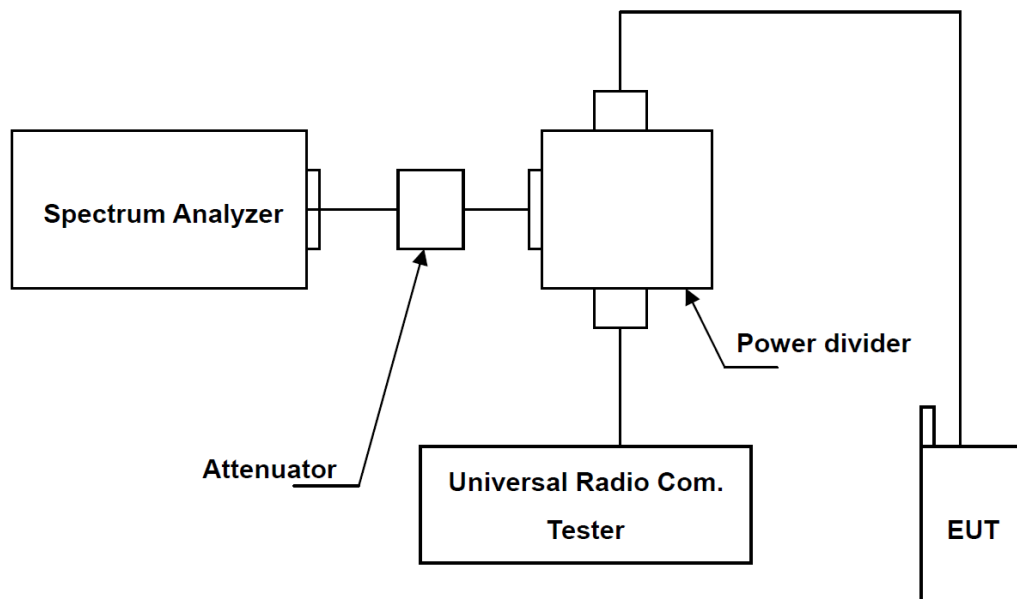 Spectrum Analyzer
Power divider
Attenuator
Universal Radio Com.
Tester
EUT